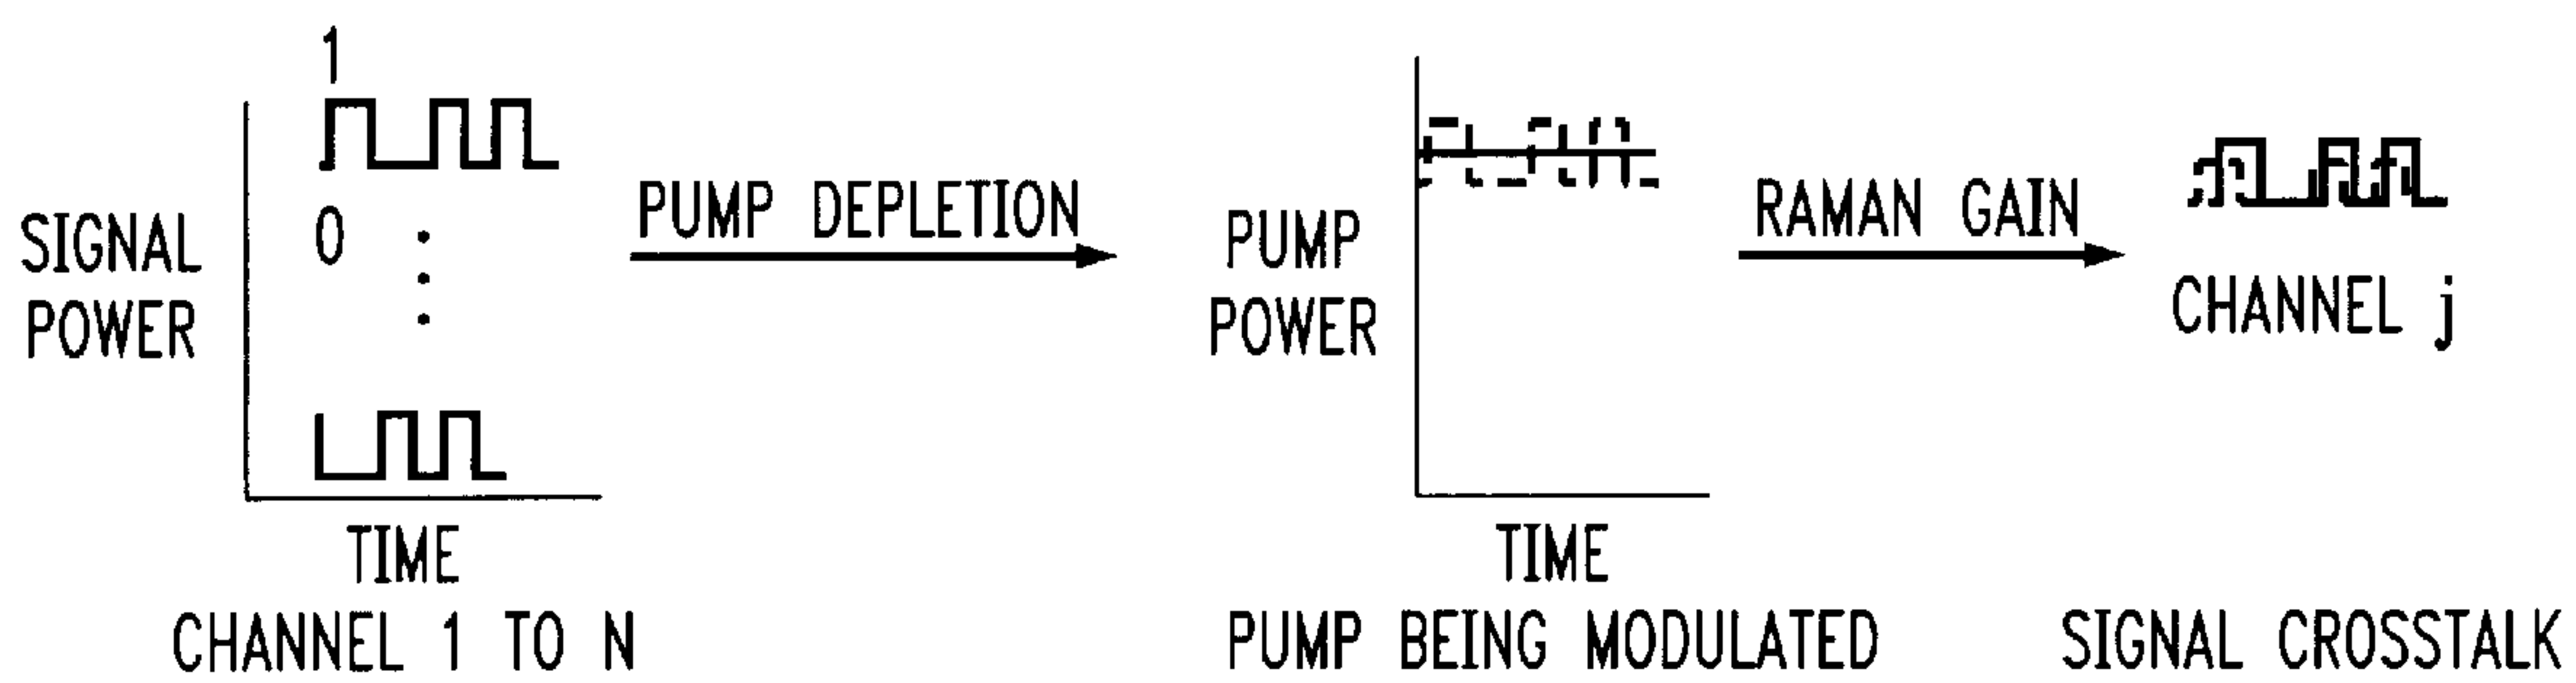 1
0
SIGNAL
POWER
TIME
CHANNEL 1 TO N
PUMP DEPLETION
PUMP
POWER
TIME
PUMP BEING MODULATED
RAMAN GAIN
CHANNEL j
SIGNAL CROSSTALK